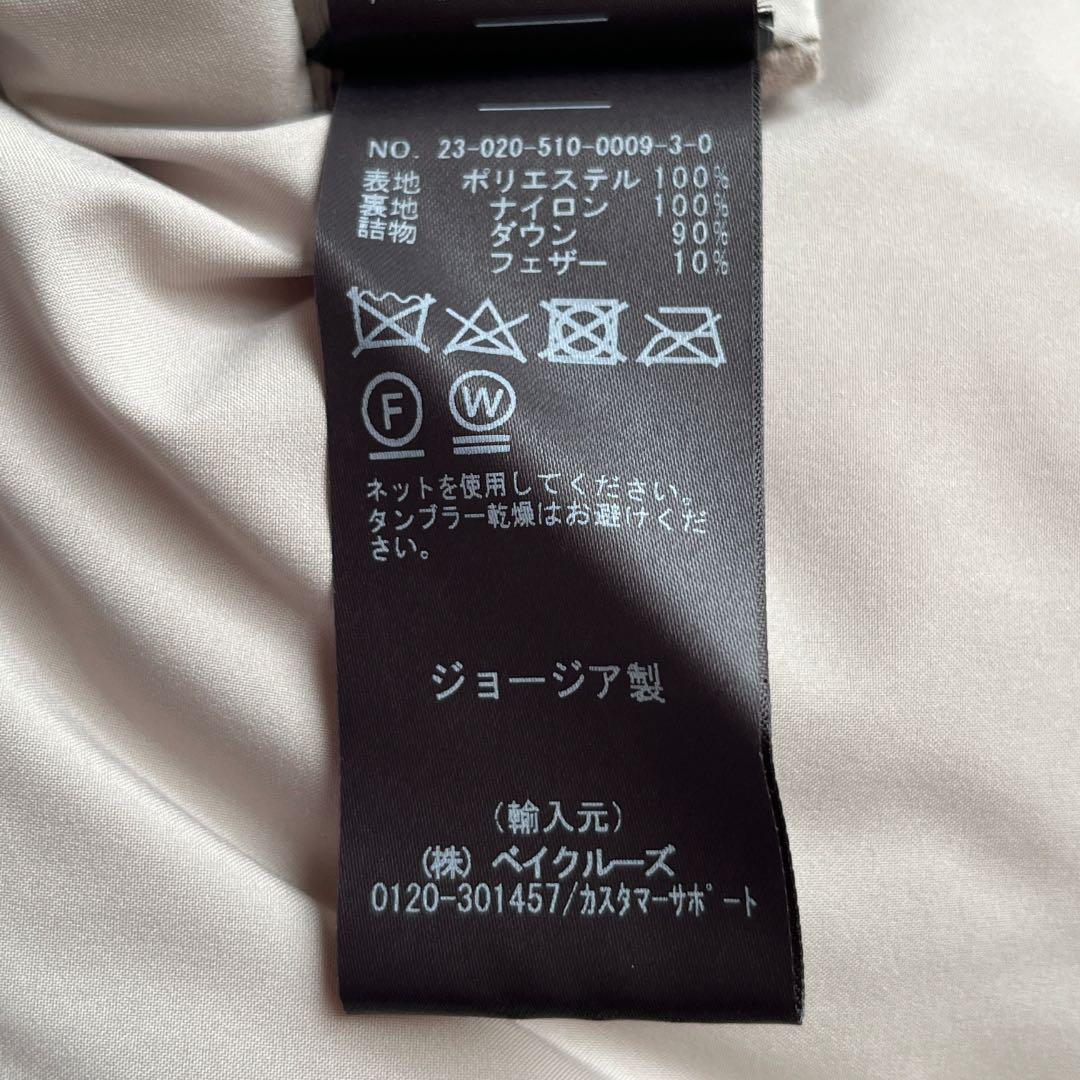 NO. 23-020-510-0009-3-0
表地 ポリエステル 100%
裏地 ナイロン 100%
詰物 ダウン 90%
フェザー 10%
F W
ネットを使用してください。
タンブラー乾燥はお避けくだ
さい。
ジョージア製
(輸入元)
(株) ベイクルーズ
0120-301457/カスタマーサポート